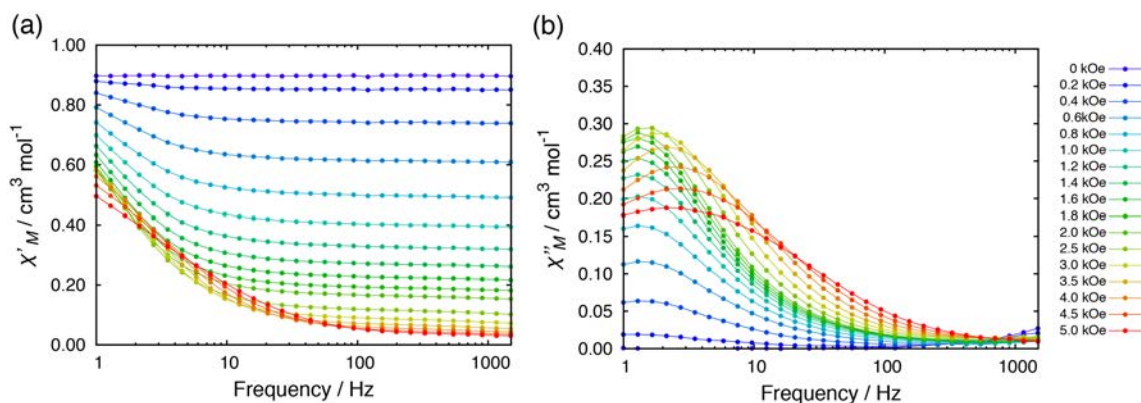 (a)
1.00
0.80
0.60
0.40
0.20
0.00
χ'M / cm³ mol⁻¹
1 10 100 1000
Frequency / Hz
(b)
0.40
0.35
0.30
0.25
0.20
0.15
0.10
0.05
0.00
χ''M / cm³ mol⁻¹
1 10 100 1000
Frequency / Hz
0 kOe
0.2 kOe
0.4 kOe
0.6kOe
0.8 kOe
1.0 kOe
1.2 kOe
1.4 kOe
1.6 kOe
1.8 kOe
2.0 kOe
2.5 kOe
3.0 kOe
3.5 kOe
4.0 kOe
4.5 kOe
5.0 kOe